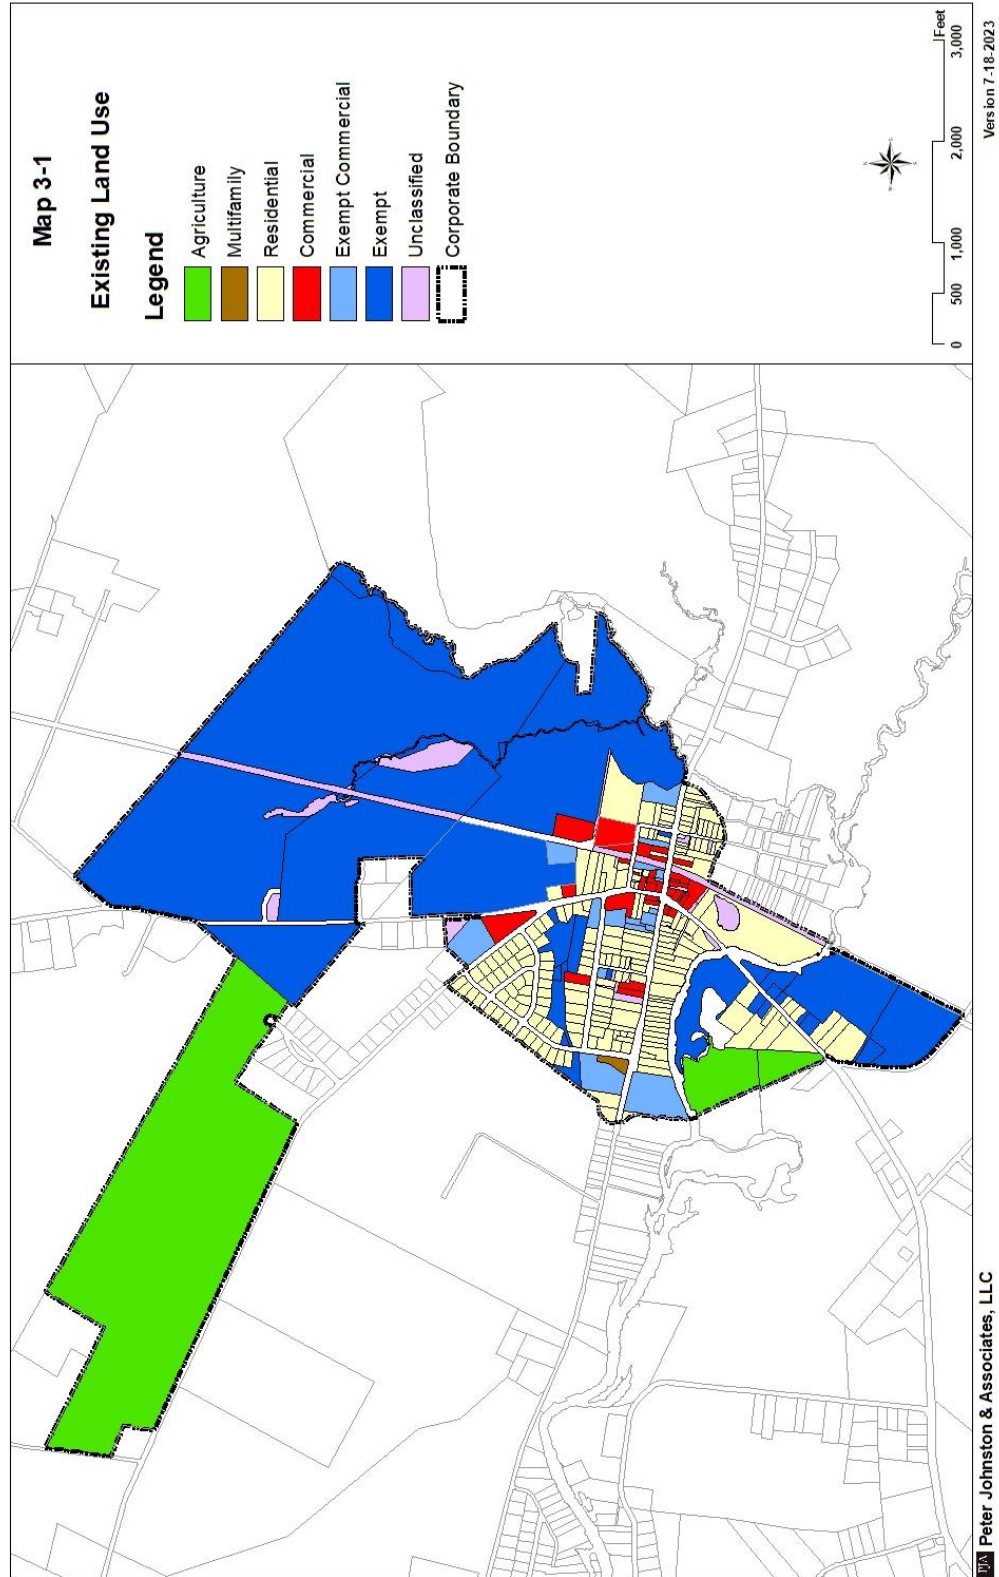 Map 3-1
Existing Land Use
Legend
Agriculture
Multifamily
Residential
Commercial
Exempt Commercial
Exempt
Unclassified
Corporate Boundary
Feet
0 500 1,000 2,000 3,000
PJA Peter Johnston & Associates, LLC
Version 7-18-2023